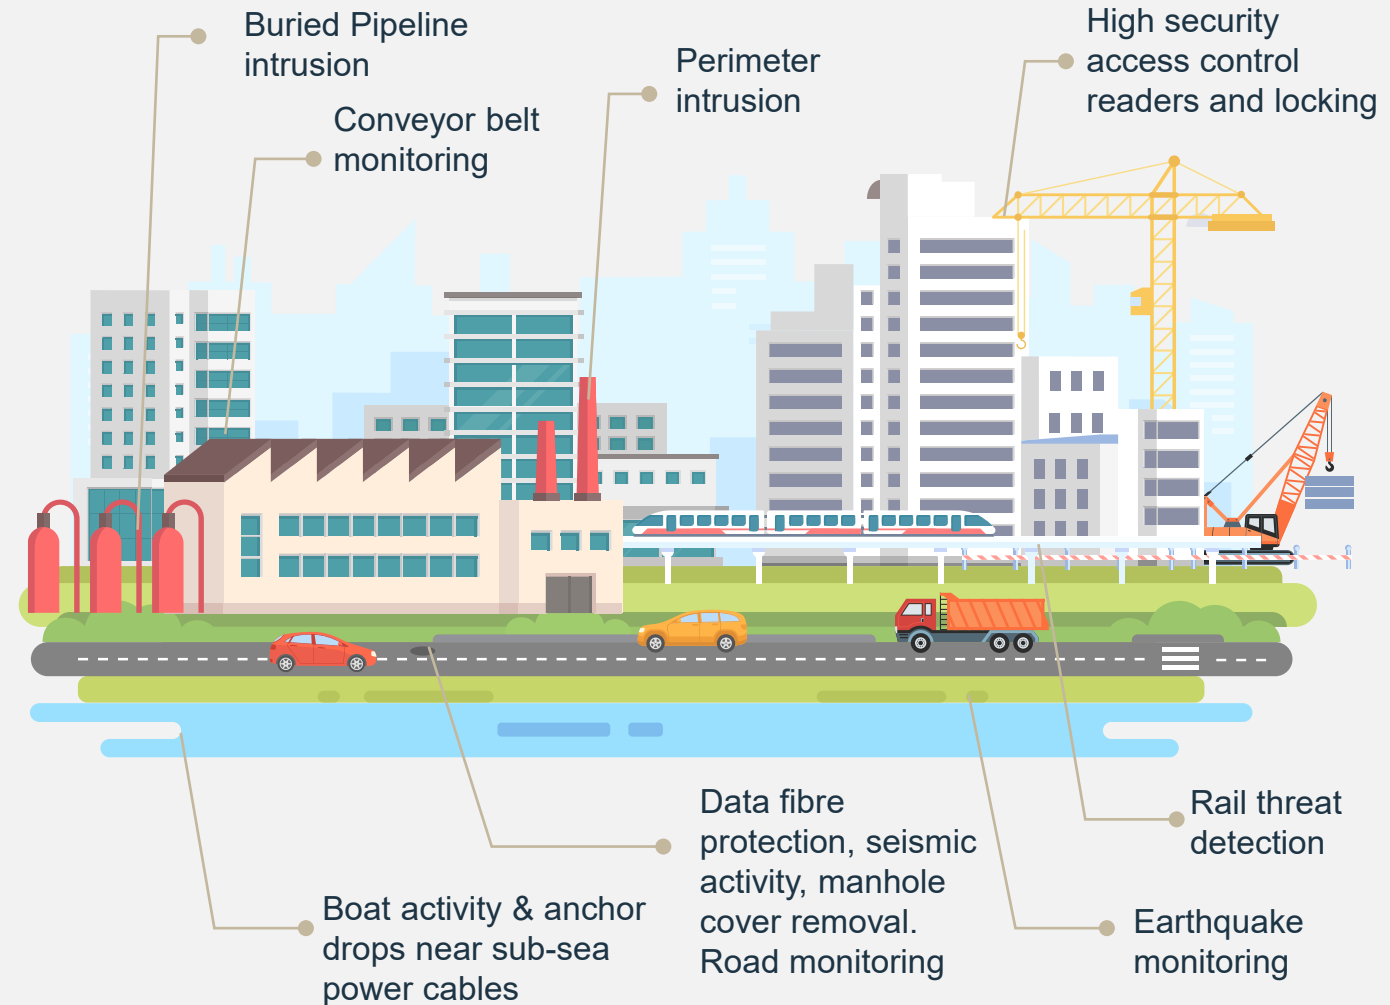 Buried Pipeline
intrusion
Conveyor belt
monitoring
Perimeter
intrusion
High security
access control
readers and locking
Data fibre
protection, seismic
activity, manhole
cover removal.
Road monitoring
Rail threat
detection
Boat activity & anchor
drops near sub-sea
power cables
Earthquake
monitoring